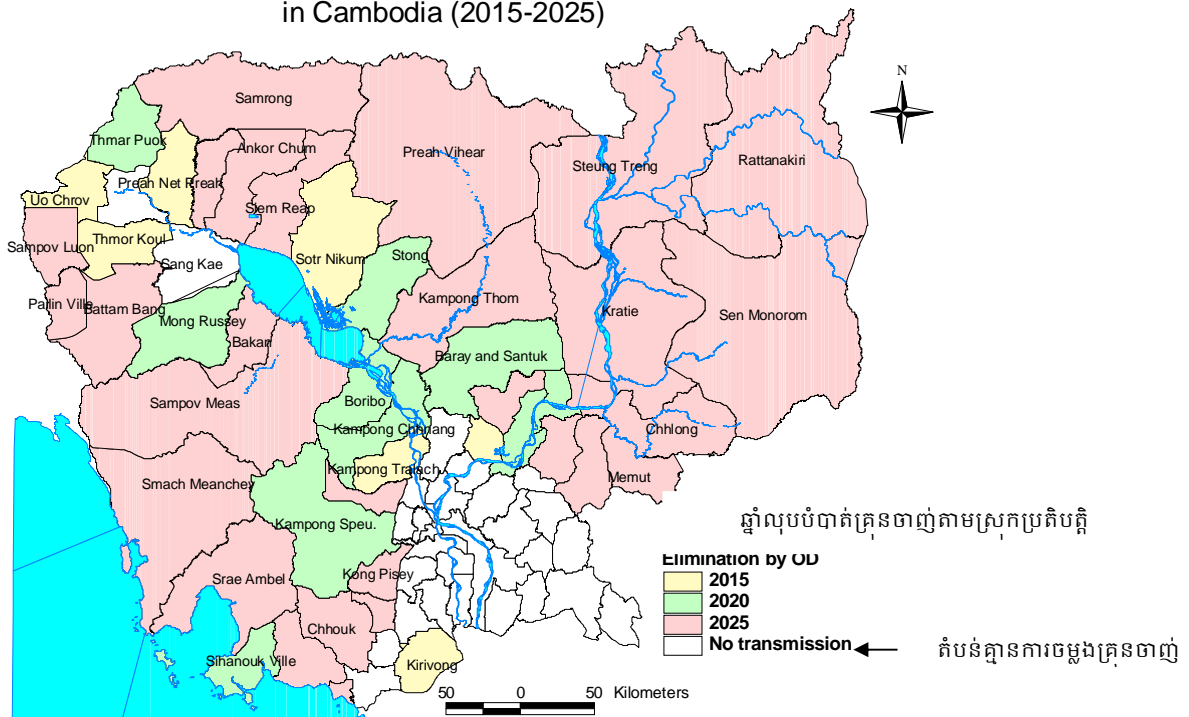 in Cambodia (2015-2025)
N
Samrong
Thmar Puok
Ankor Chum
Preah Vihear
Steung Treng
Rattanakiri
Preah Net Preah
Uo Chrov
Siem Reap
Thmor Koul
Sampov Luon
Sang Kae
Sotr Nikum
Stong
Pailin Ville
Battam Bang
Kampong Thom
Mong Russey
Kratie
Sen Monorom
Bakan
Baray and Santuk
Sampov Meas
Boribo
Kampong Chhnang
Chhlong
Kampong Tralach
Memut
Smach Meanchey
Kampong Speu.
ឆ្នាំលុបបំបាត់គ្រុនចាញ់តាមស្រុកប្រតិបត្តិ
Elimination by OD
2015
2020
2025
No transmission
តំបន់គ្មានការចម្លងគ្រុនចាញ់
Srae Ambel
Kong Pisey
Chhouk
Sihanouk Ville
Kirivong
50 0 50 Kilometers